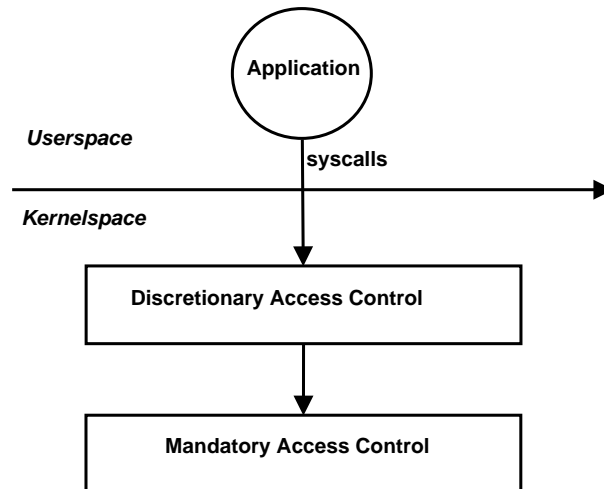 Application
Userspace
syscalls
Kernelspace
Discretionary Access Control
Mandatory Access Control